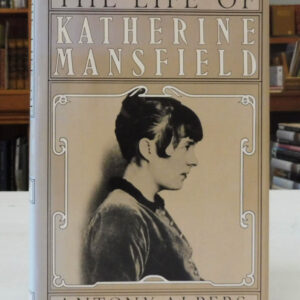 THE LIFE OF
KATHERINE
MANSFIELD
ANTONY ALPERS